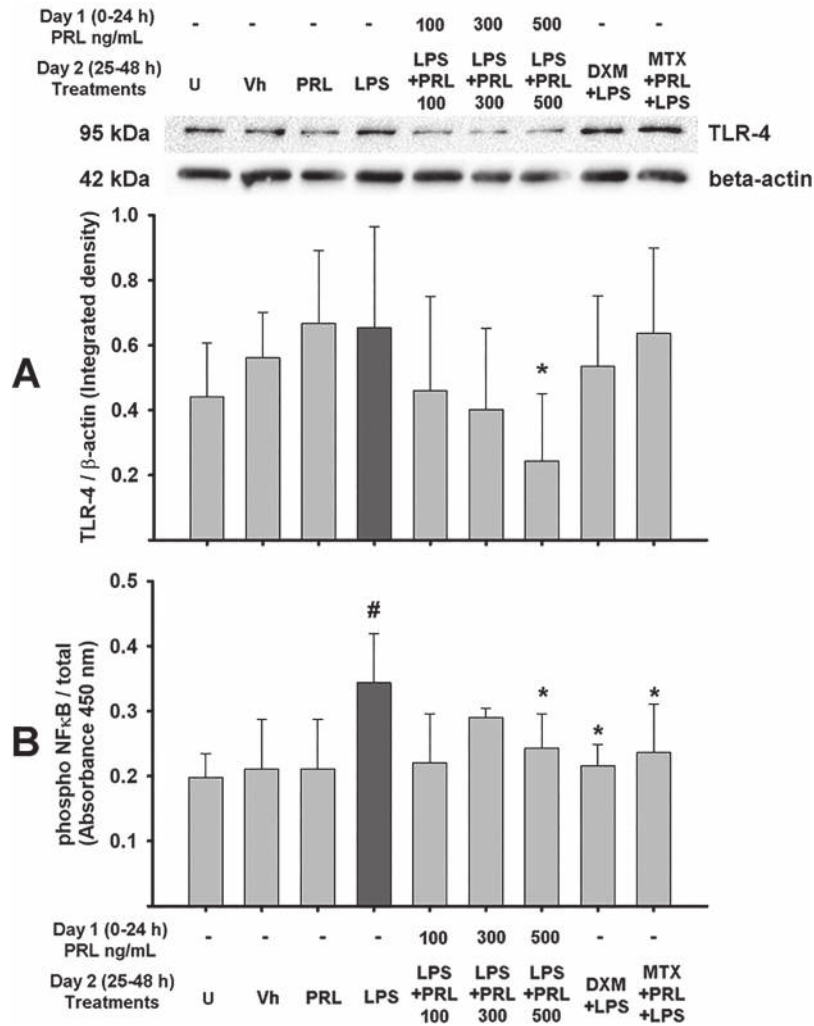 Day 1 (0-24 h) - - - - 100 300 500 - -
PRL ng/mL
Day 2 (25-48 h) U Vh PRL LPS LPS LPS LPS DXM MTX
Treatments +PRL +PRL +PRL +LPS +PRL
100 300 500 +LPS
95 kDa TLR-4
42 kDa beta-actin
A
TLR-4 / β-actin (Integrated density)
1.0
0.8
0.6
*
0.4
0.2
B
phospho NFκB / total
(Absorbance 450 nm)
0.5
#
0.4
* * *
0.3
0.2
0.1
Day 1 (0-24 h) - - - - 100 300 500 - -
PRL ng/mL
Day 2 (25-48 h) U Vh PRL LPS LPS LPS LPS DXM MTX
Treatments +PRL +PRL +PRL +LPS +PRL
100 300 500 +LPS